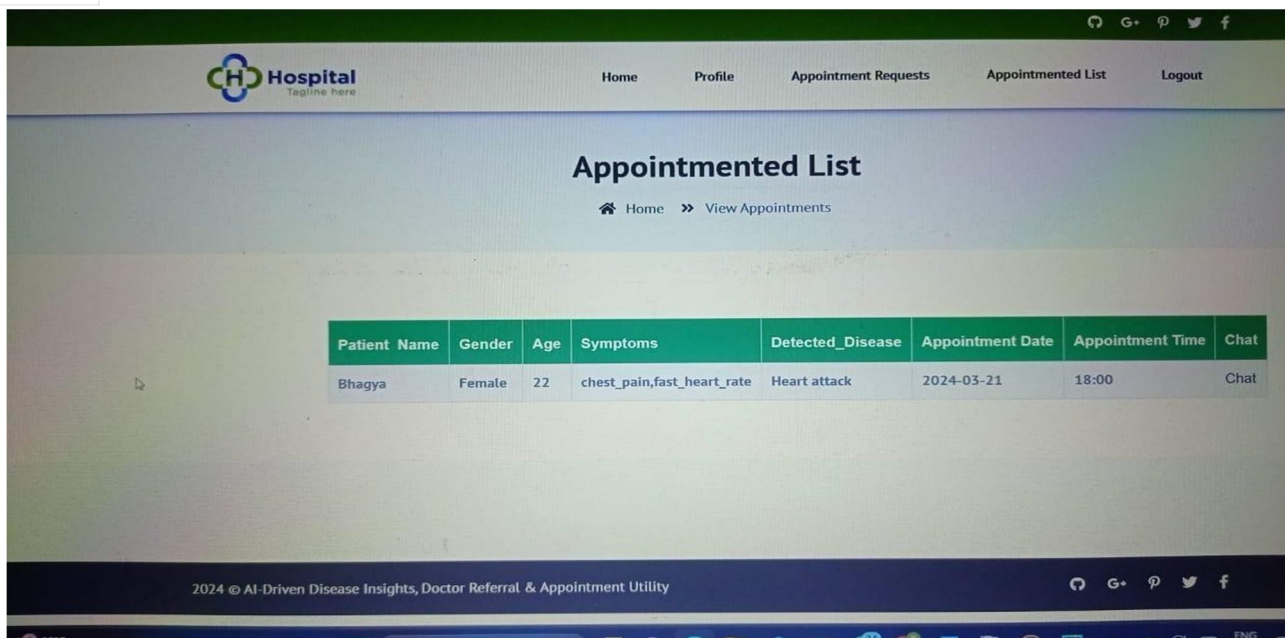 Hospital
Tagline here
Home Profile Appointment Requests Appointmented List Logout
Appointmented List
Home » View Appointments
Patient Name Gender Age Symptoms Detected_Disease Appointment Date Appointment Time Chat
Bhagya Female 22 chest_pain,fast_heart_rate Heart attack 2024-03-21 18:00 Chat
2024 © AI-Driven Disease Insights, Doctor Referral & Appointment Utility
ENG